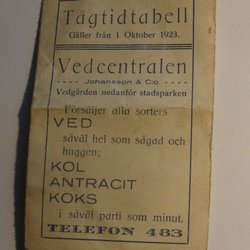 Tågtidtabell
Gäller från 1 Oktober 1923.
Vedcentralen
Johansson & Co
Vedgården nedanför stadsparken
Försäljer alla sorters
VED
såväl hel som sågad och
huggen;
KOL
ANTRACIT
KOKS
i såväl parti som minut.
TELEFON 483